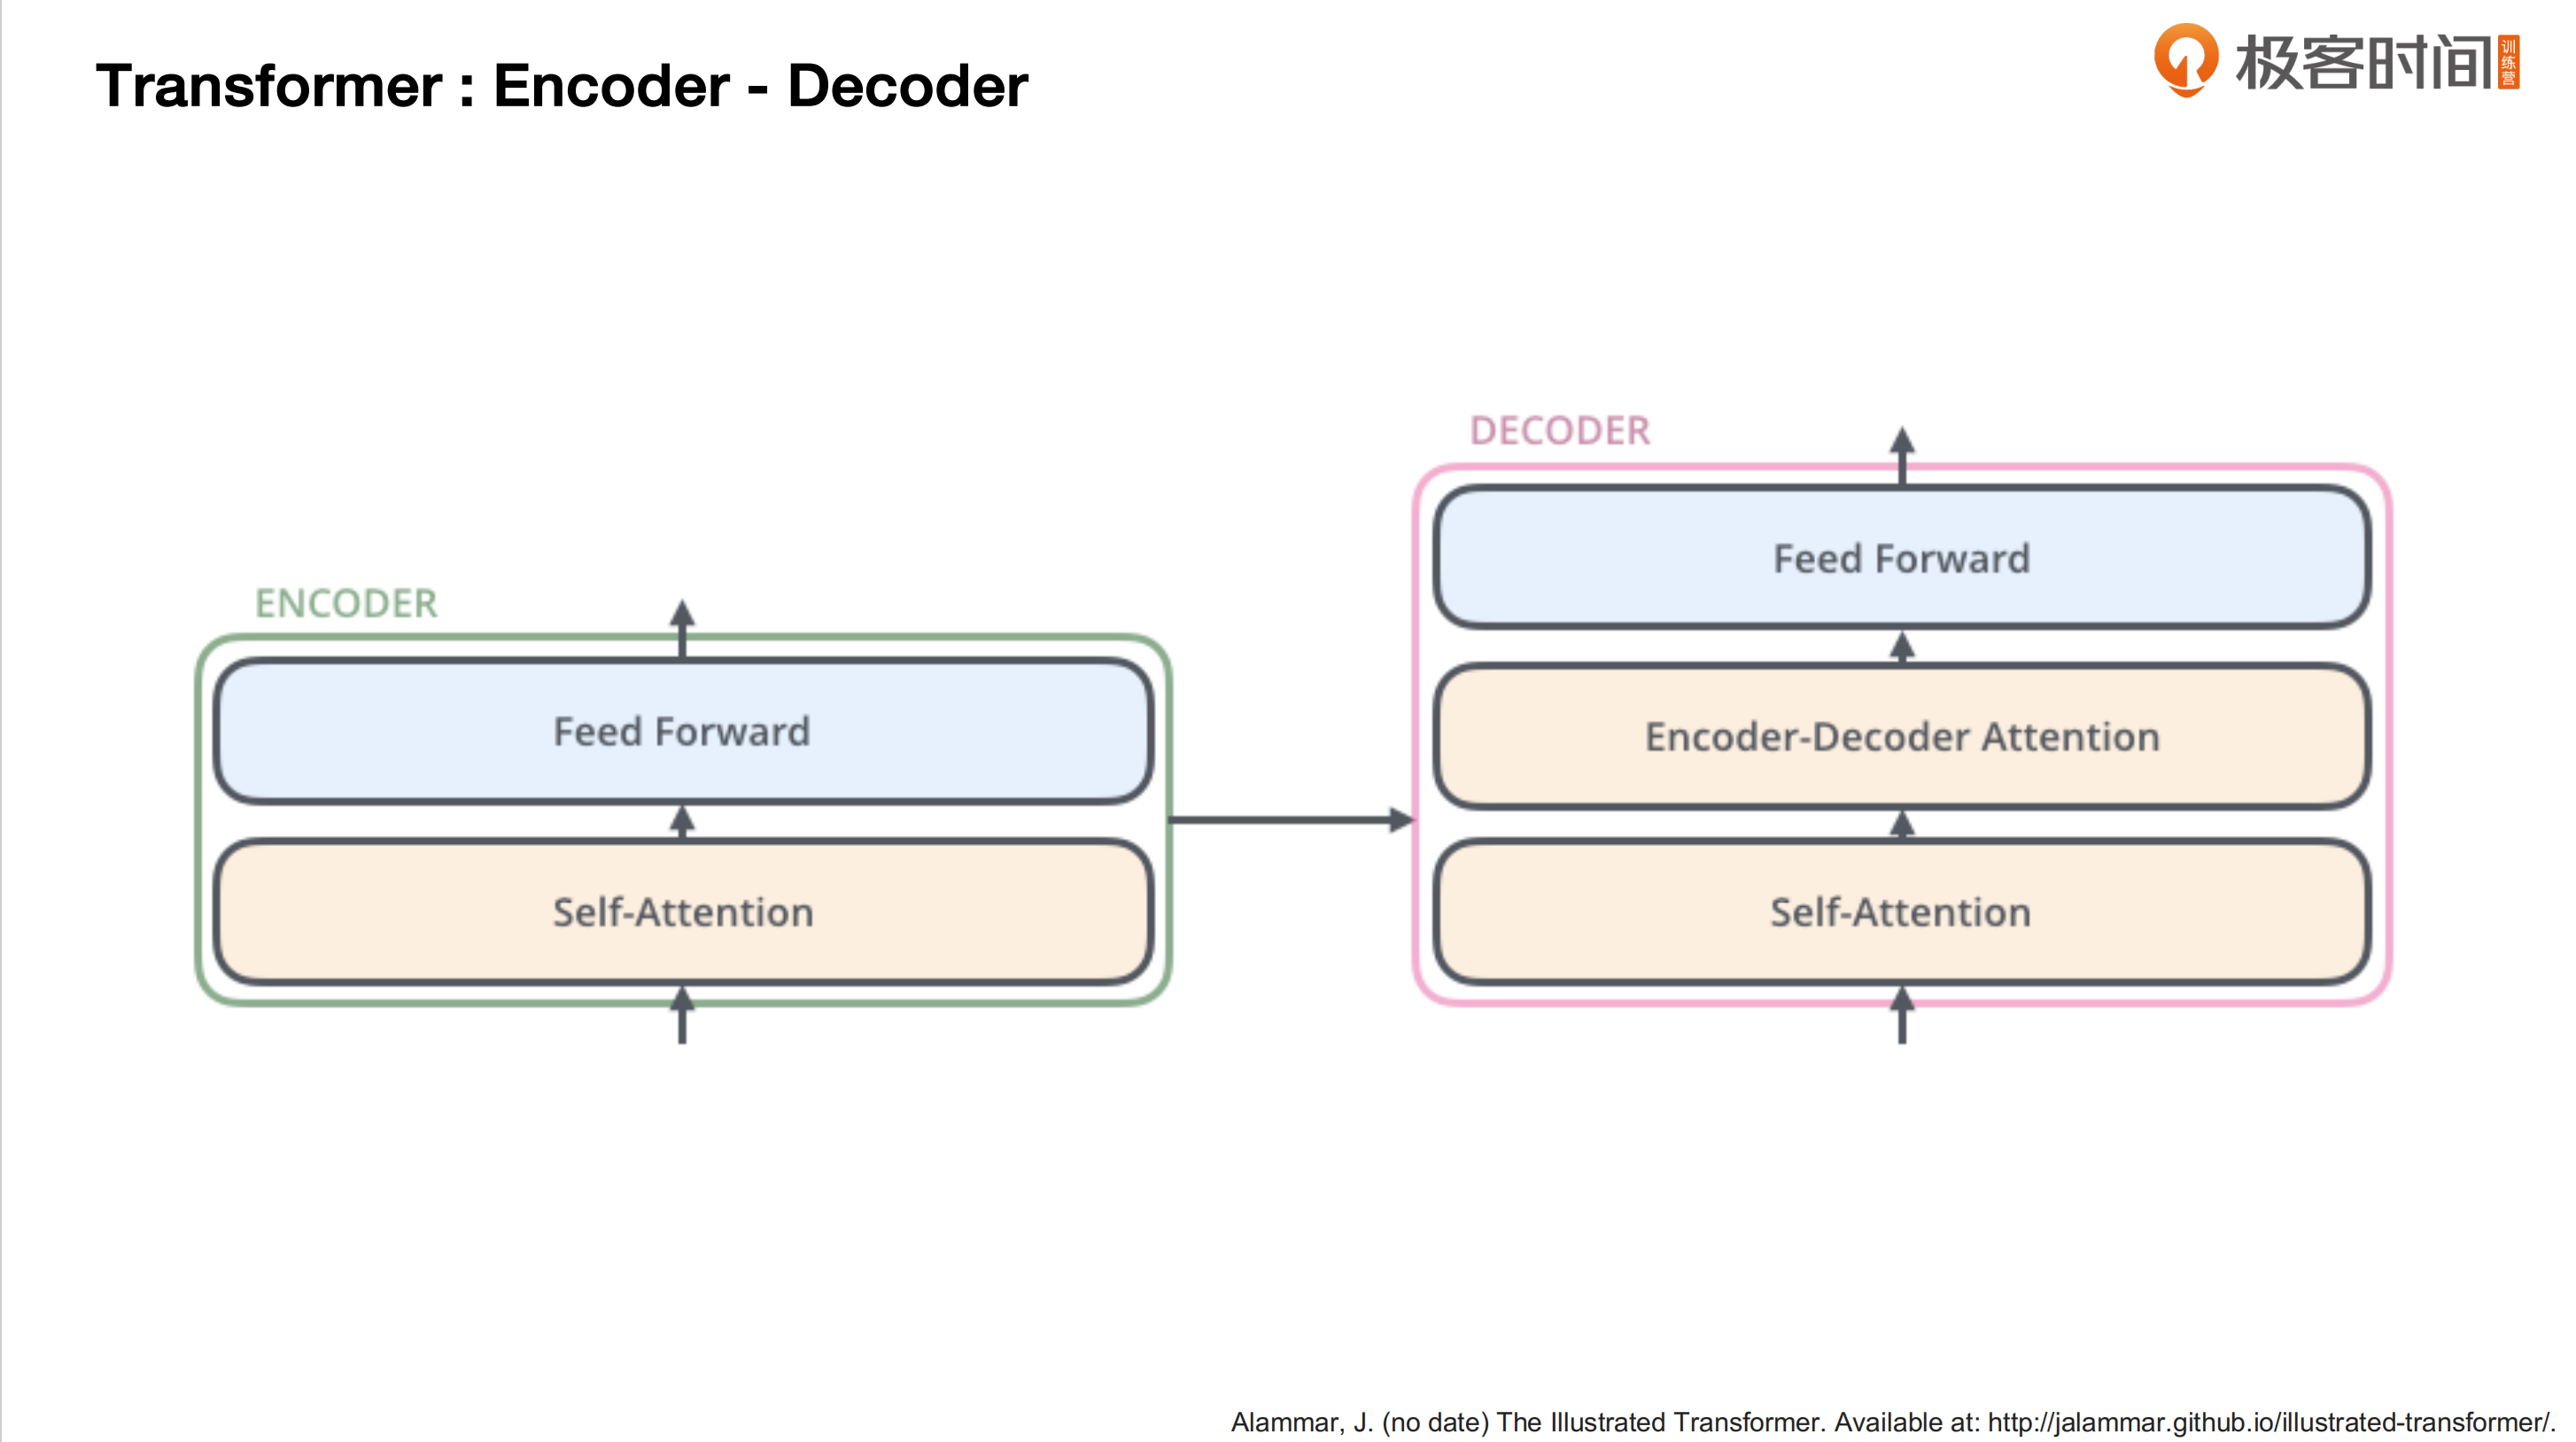 Transformer : Encoder - Decoder
极客时间
训练营
ENCODER
Feed Forward
Self-Attention
DECODER
Feed Forward
Encoder-Decoder Attention
Self-Attention
Alammar, J. (no date) The Illustrated Transformer. Available at: http://jalammar.github.io/illustrated-transformer/.